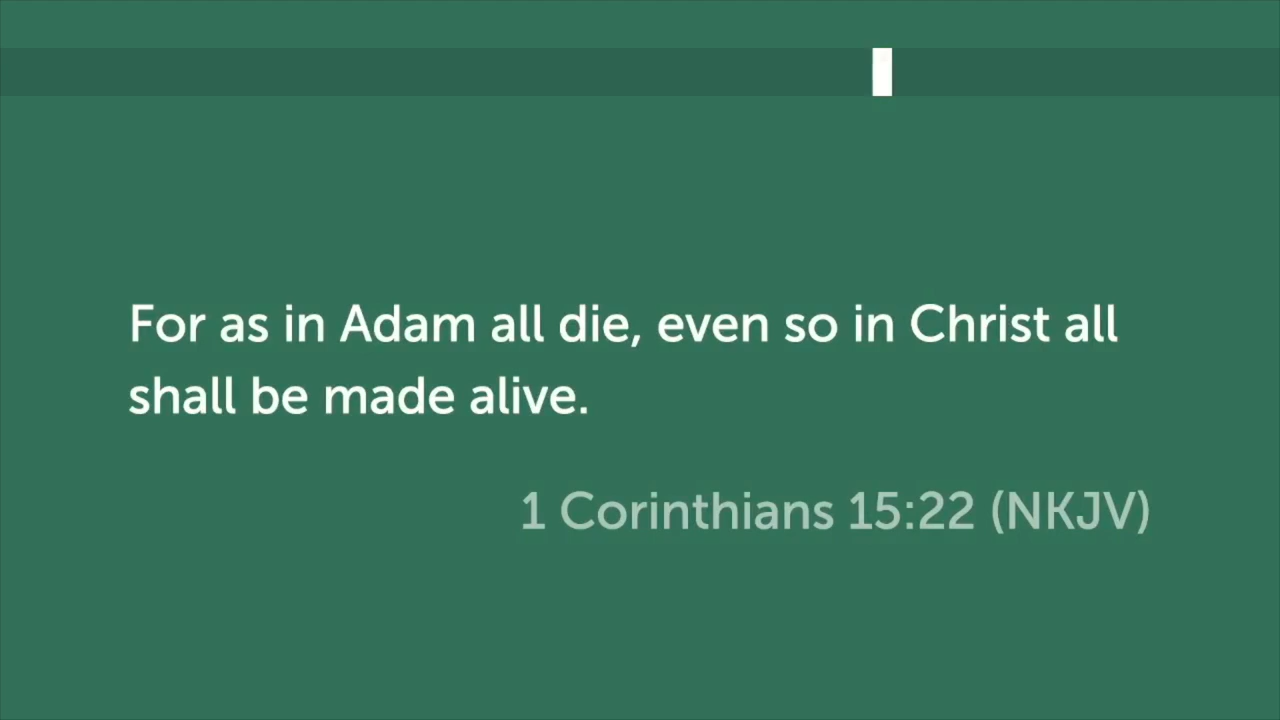 For as in Adam all die, even so in Christ all
shall be made alive.
1 Corinthians 15:22 (NKJV)